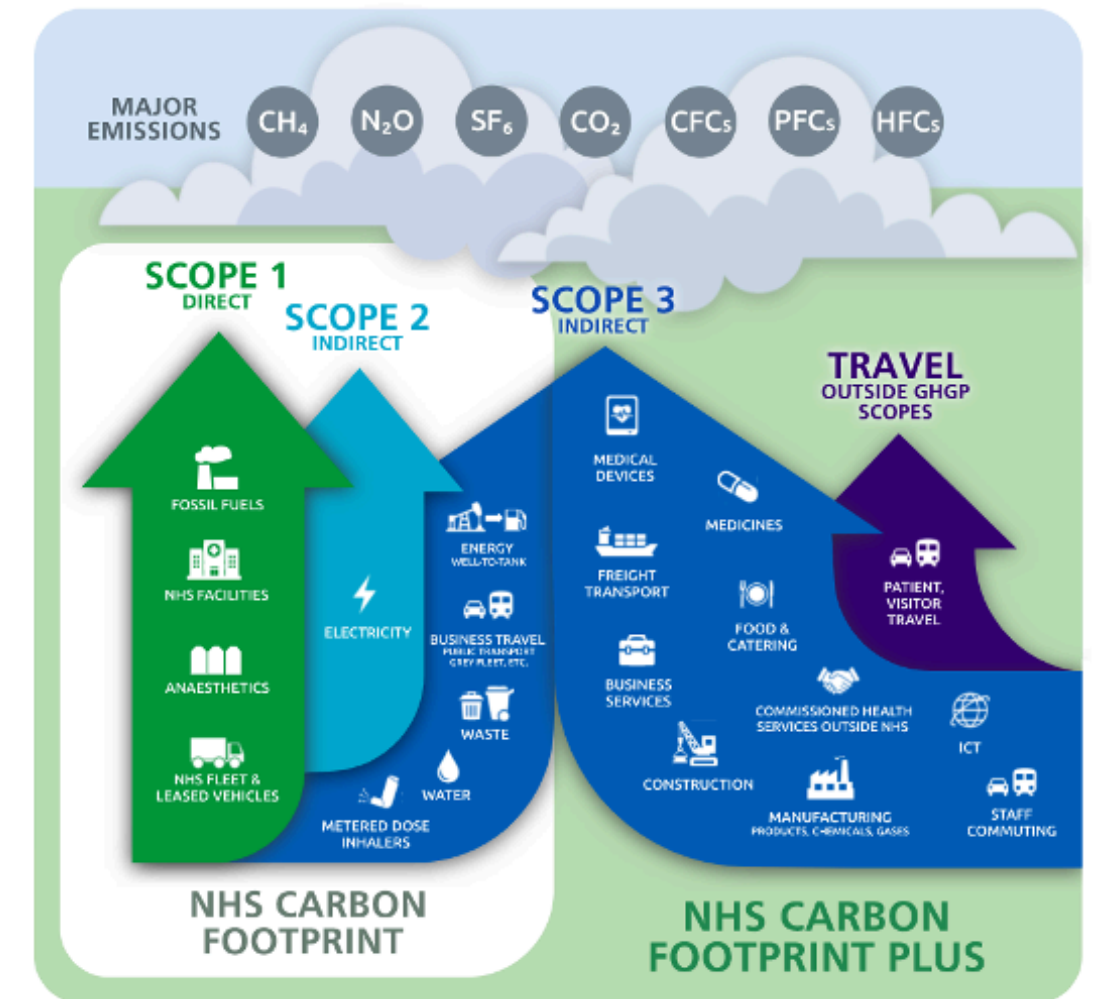 MAJOR
EMISSIONS
CH₄
N₂O
SF₆
CO₂
CFCs
PFCs
HFCs
SCOPE 1
DIRECT
SCOPE 2
INDIRECT
SCOPE 3
INDIRECT
TRAVEL
OUTSIDE GHGP
SCOPES
FOSSIL FUELS
NHS FACILITIES
ANAESTHETICS
NHS FLEET &
LEASED VEHICLES
ELECTRICITY
ENERGY
WELL-TO-TANK
BUSINESS TRAVEL
PUBLIC TRANSPORT
GREY FLEET, ETC.
WASTE
WATER
METERED DOSE
INHALERS
MEDICAL
DEVICES
MEDICINES
FREIGHT
TRANSPORT
FOOD &
CATERING
BUSINESS
SERVICES
COMMISSIONED HEALTH
SERVICES OUTSIDE NHS
CONSTRUCTION
MANUFACTURING
PRODUCTS, CHEMICALS, GASES
ICT
STAFF
COMMUTING
PATIENT,
VISITOR
TRAVEL
NHS CARBON
FOOTPRINT
NHS CARBON
FOOTPRINT PLUS